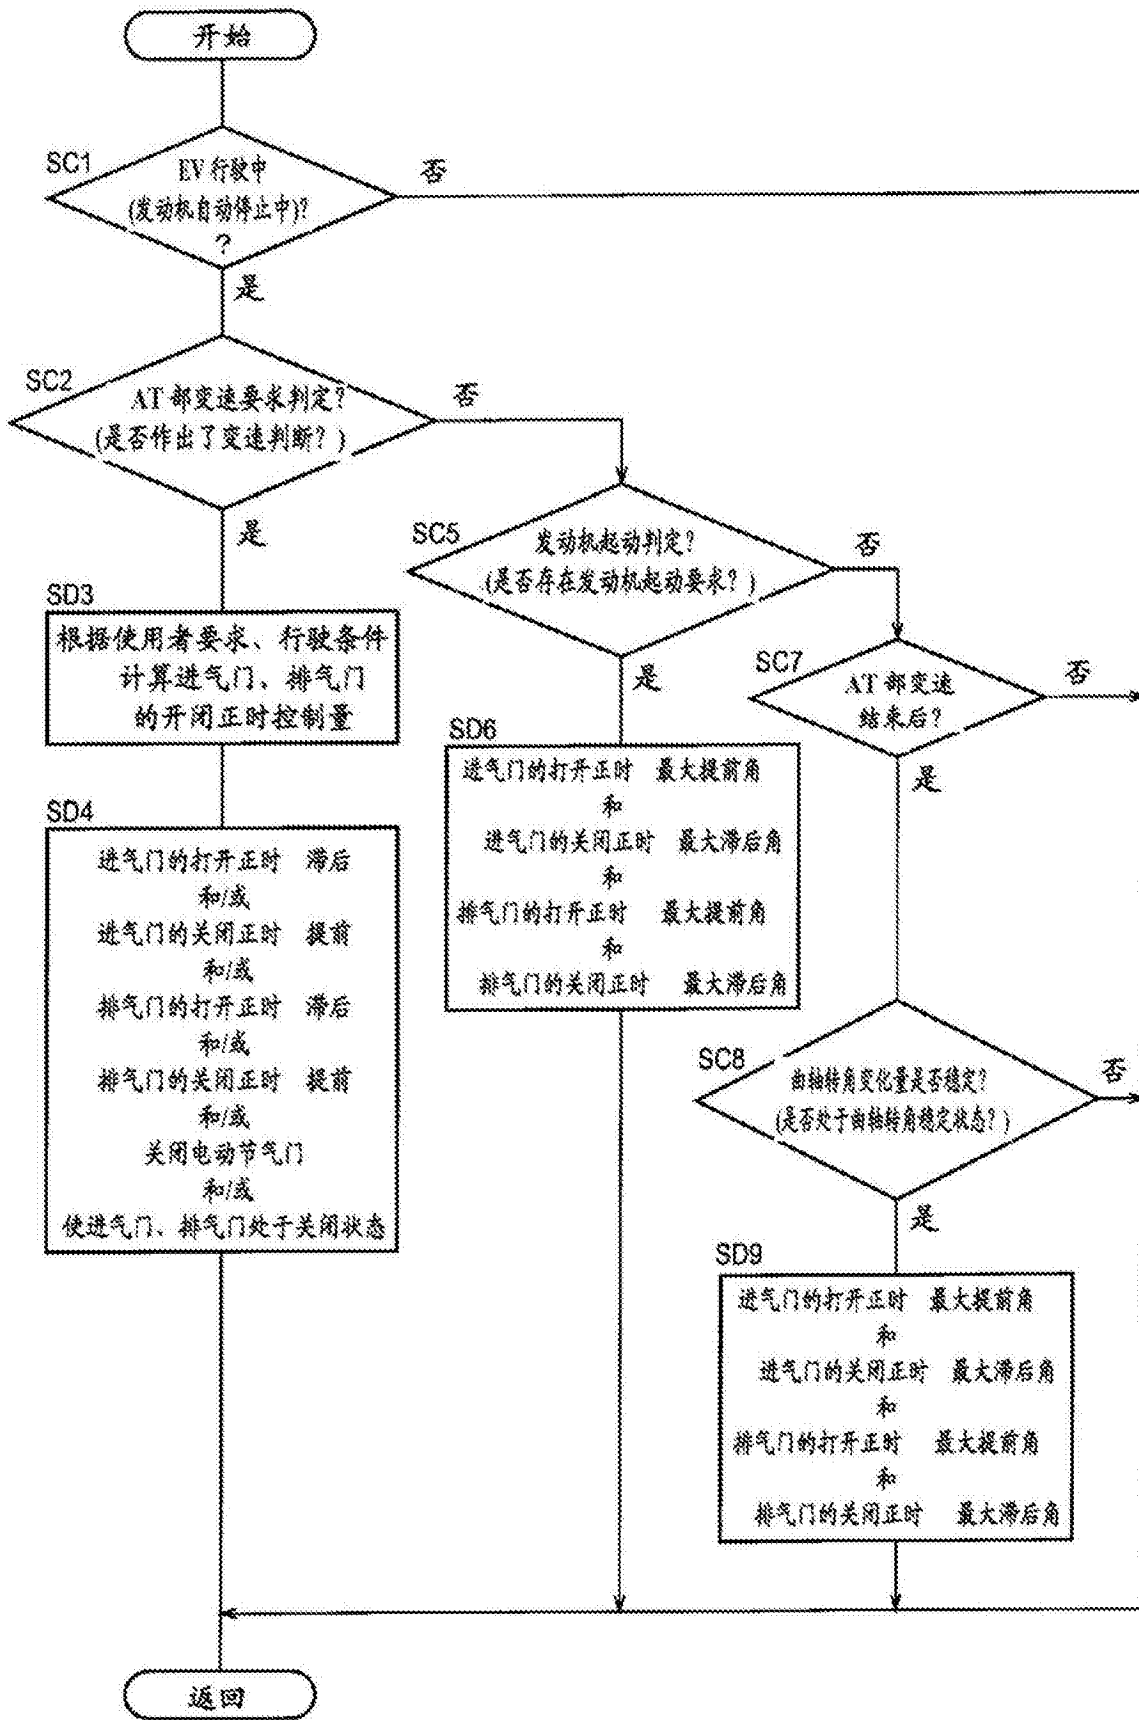 开始
SC1
EV 行驶中
(发动机自动停止中)?
?
否
是
SC2
AT 部变速要求判定?
(是否作出了变速判断? )
否
是
SC5
发动机起动判定?
(是否存在发动机起动要求? )
否
是
SD3
根据使用者要求、行驶条件
计算进气门、排气门
的开闭正时控制量
SC7
AT 部变速
结束后?
否
是
SD6
进气门的打开正时 最大提前角
和
进气门的关闭正时 最大滞后角
和
排气门的打开正时 最大提前角
和
排气门的关闭正时 最大滞后角
SD4
进气门的打开正时 滞后
和/或
进气门的关闭正时 提前
和/或
排气门的打开正时 滞后
和/或
排气门的关闭正时 提前
和/或
关闭电动节气门
和/或
使进气门、排气门处于关闭状态
SC8
曲轴转角变化量是否稳定?
(是否处于曲轴转角稳定状态? )
否
是
SD9
进气门的打开正时 最大提前角
和
进气门的关闭正时 最大滞后角
和
排气门的打开正时 最大提前角
和
排气门的关闭正时 最大滞后角
返回